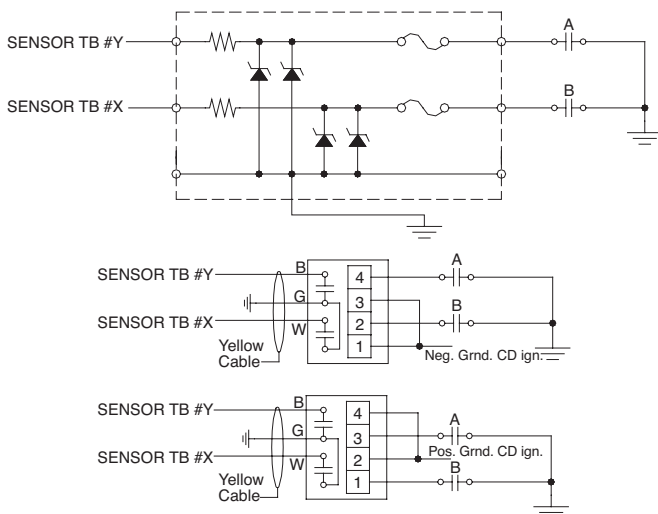 A
SENSOR TB #Y
B
SENSOR TB #X
A
SENSOR TB #Y
B
4
G
3
B
SENSOR TB #X
W
2
Yellow
Cable
1
Neg. Grnd. CD ign.
SENSOR TB #Y
B
4
A
G
3
Pos. Grnd. CD ign.
SENSOR TB #X
W
2
B
Yellow
Cable
1